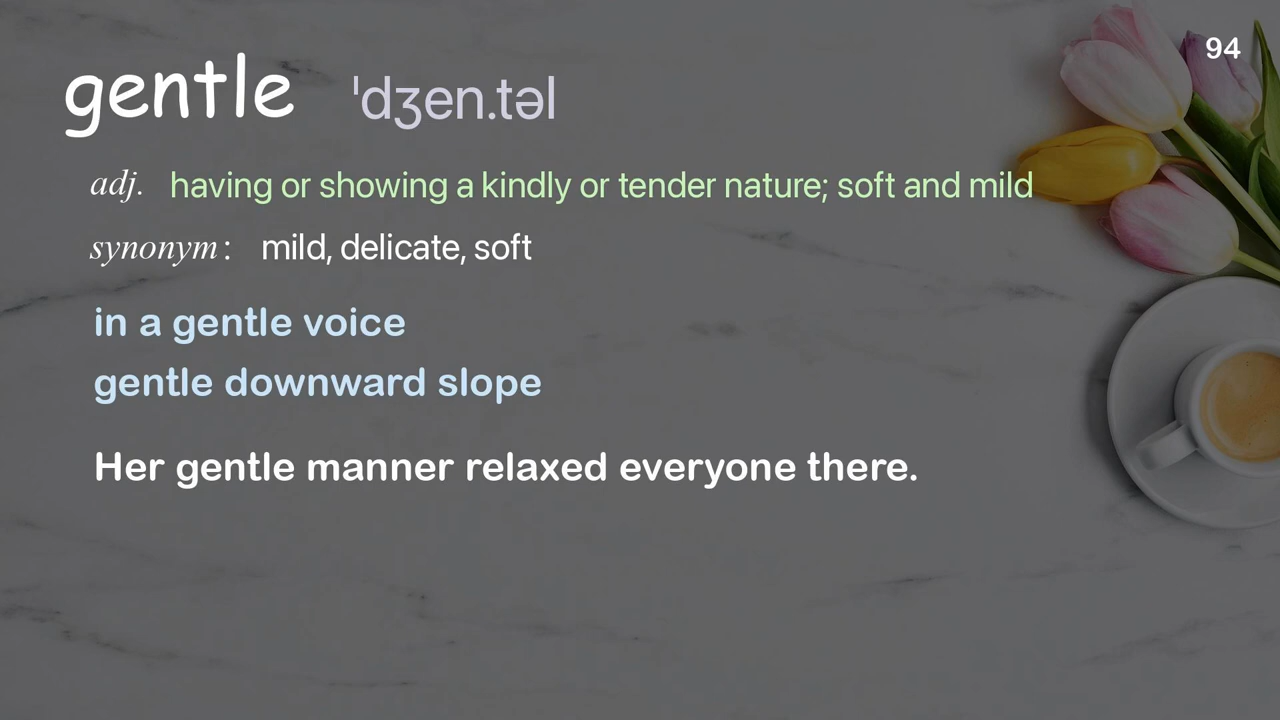 94
gentle ˈdʒen.təl
adj. having or showing a kindly or tender nature; soft and mild
synonym: mild, delicate, soft
in a gentle voice
gentle downward slope
Her gentle manner relaxed everyone there.